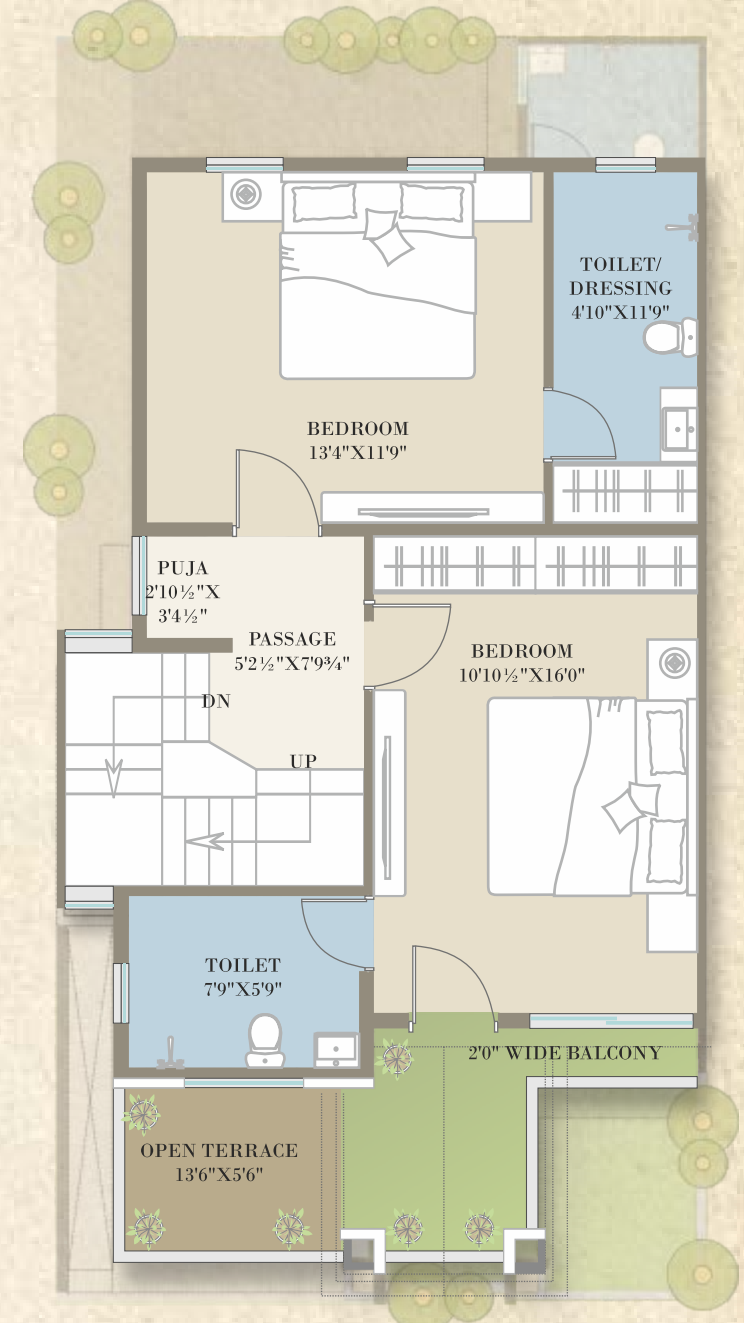 TOILET/
DRESSING
4'10"X11'9"
BEDROOM
13'4"X11'9"
PUJA
2'10½"X
3'4½"
PASSAGE
5'2½"X7'9¾"
BEDROOM
10'10½"X16'0"
DN
UP
TOILET
7'9"X5'9"
2'0" WIDE BALCONY
OPEN TERRACE
13'6"X5'6"